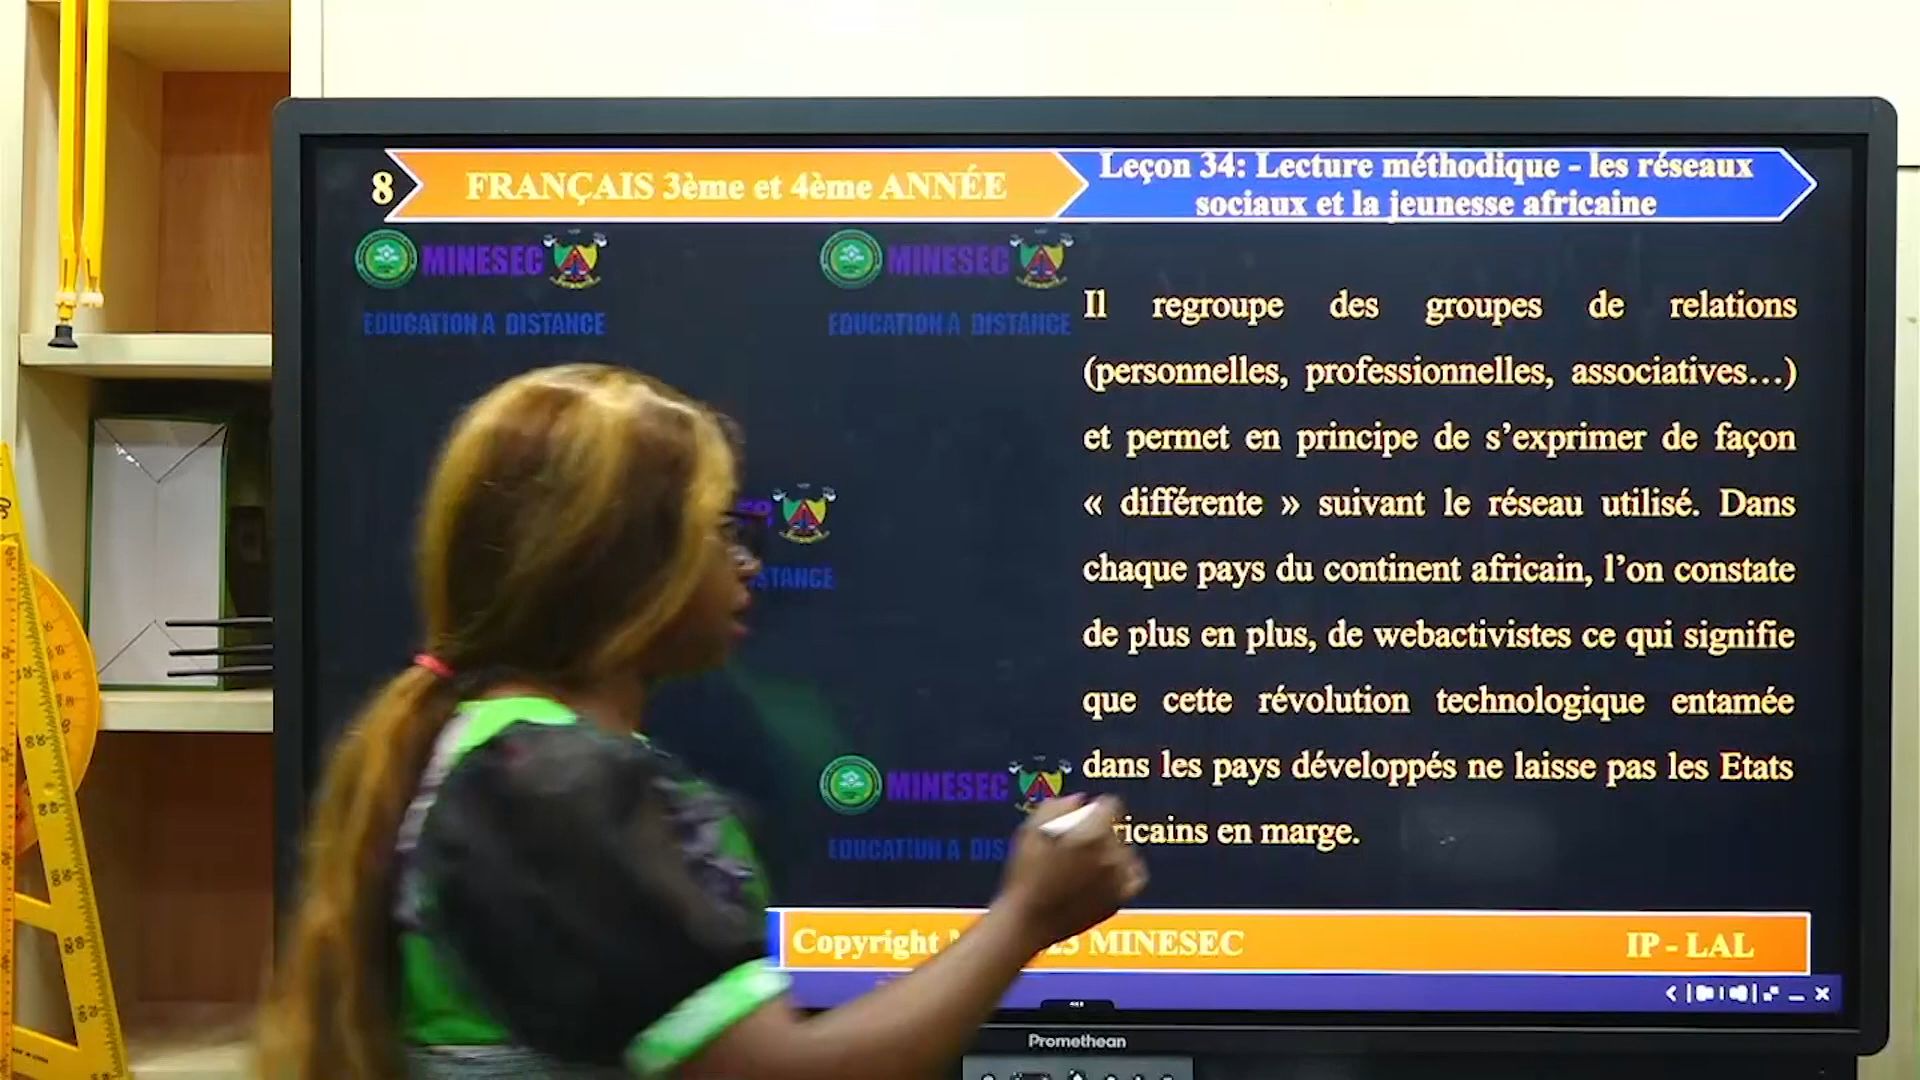 8
FRANÇAIS 3ème et 4ème ANNÉE
Leçon 34: Lecture méthodique - les réseaux
sociaux et la jeunesse africaine
MINESEC
EDUCATION A DISTANCE
MINESEC
EDUCATION A DISTANCE
Il regroupe des groupes de relations
(personnelles, professionnelles, associatives…)
et permet en principe de s’exprimer de façon
« différente » suivant le réseau utilisé. Dans
chaque pays du continent africain, l’on constate
de plus en plus, de webactivistes ce qui signifie
que cette révolution technologique entamée
dans les pays développés ne laisse pas les Etats
ricains en marge.
STANCE
MINESEC
EDUCATION A DIS
Copyright MINESEC
IP - LAL
Promethean